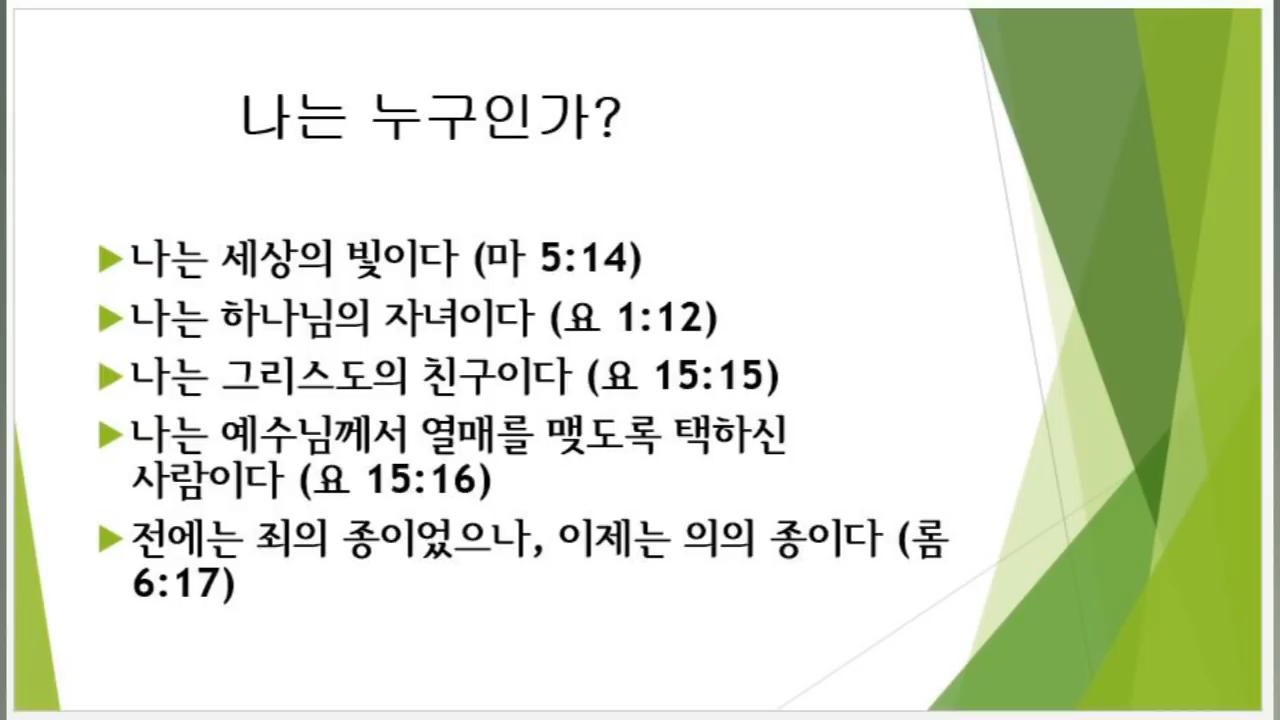 나는 누구인가?
나는 세상의 빛이다 (마 5:14)
나는 하나님의 자녀이다 (요 1:12)
나는 그리스도의 친구이다 (요 15:15)
나는 예수님께서 열매를 맺도록 택하신
사람이다 (요 15:16)
전에는 죄의 종이었으나, 이제는 의의 종이다 (롬
6:17)